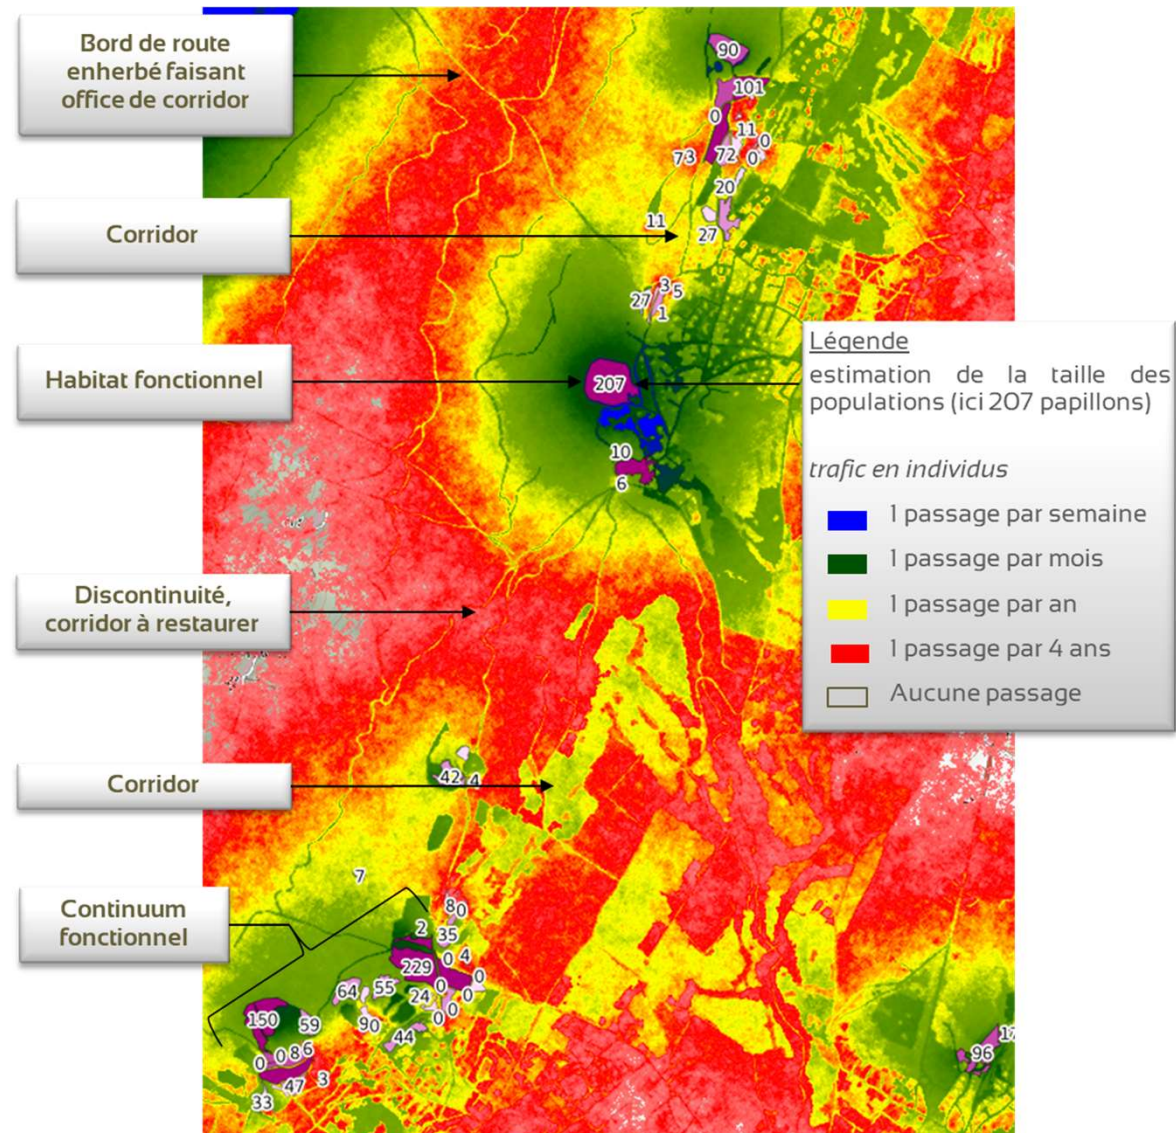 Bord de route
enherbé faisant
office de corridor
Corridor
Habitat fonctionnel
Discontinuité,
corridor à restaurer
Corridor
Continuum
fonctionnel
90
101
0
11
0
73
72
0
20
11
27
3
5
27
1
207
10
6
42
4
7
8
0
2
35
4
0
229
0
0
0
64
55
24
0
0
90
44
150
59
0
0
8
6
47
3
33
17
96
Légende
estimation de la taille des
populations (ici 207 papillons)
trafic en individus
1 passage par semaine
1 passage par mois
1 passage par an
1 passage par 4 ans
Aucune passage